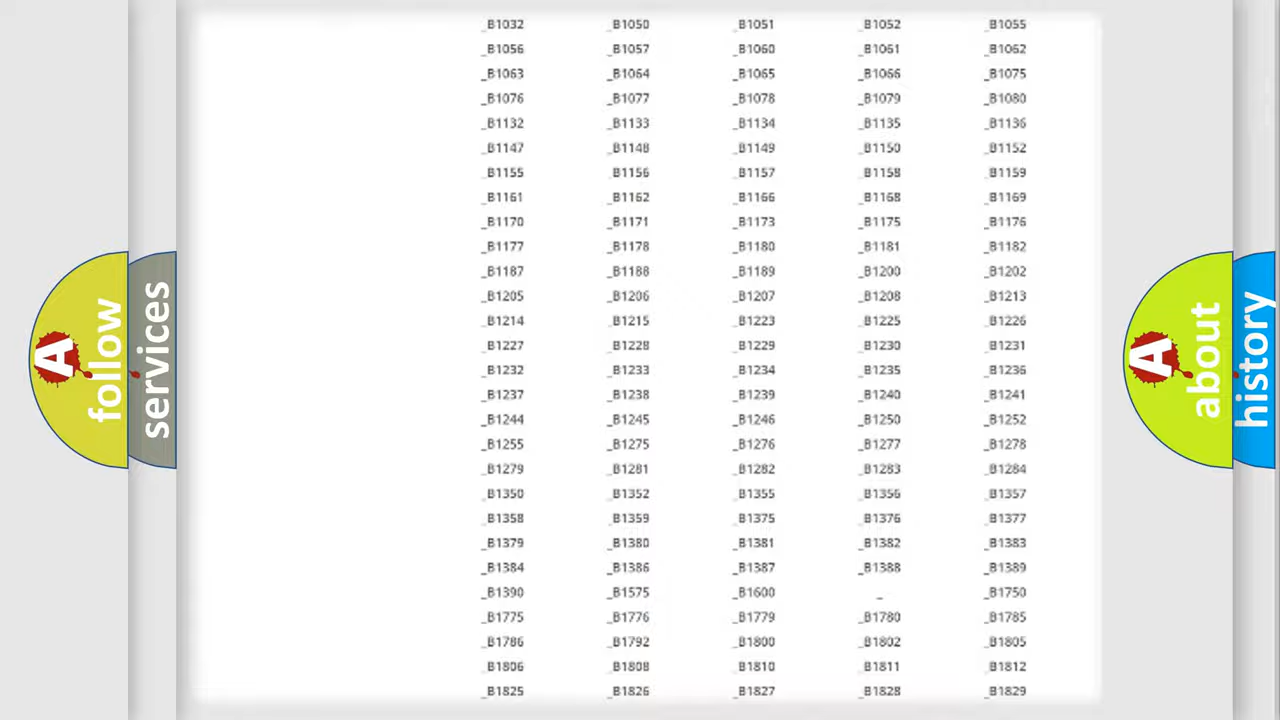 _B1032 _B1050 _B1051 _B1052 _B1055
_B1056 _B1057 _B1060 _B1061 _B1062
_B1063 _B1064 _B1065 _B1066 _B1075
_B1076 _B1077 _B1078 _B1079 _B1080
_B1132 _B1133 _B1134 _B1135 _B1136
_B1147 _B1148 _B1149 _B1150 _B1152
_B1155 _B1156 _B1157 _B1158 _B1159
_B1161 _B1162 _B1166 _B1168 _B1169
_B1170 _B1171 _B1173 _B1175 _B1176
_B1177 _B1178 _B1180 _B1181 _B1182
_B1187 _B1188 _B1189 _B1200 _B1202
_B1205 _B1206 _B1207 _B1208 _B1213
_B1214 _B1215 _B1223 _B1225 _B1226
_B1227 _B1228 _B1229 _B1230 _B1231
_B1232 _B1233 _B1234 _B1235 _B1236
_B1237 _B1238 _B1239 _B1240 _B1241
_B1244 _B1245 _B1246 _B1250 _B1252
_B1255 _B1275 _B1276 _B1277 _B1278
_B1279 _B1281 _B1282 _B1283 _B1284
_B1350 _B1352 _B1355 _B1356 _B1357
_B1358 _B1359 _B1375 _B1376 _B1377
_B1379 _B1380 _B1381 _B1382 _B1383
_B1384 _B1386 _B1387 _B1388 _B1389
_B1390 _B1575 _B1600 _ _B1750
_B1775 _B1776 _B1779 _B1780 _B1785
_B1786 _B1792 _B1800 _B1802 _B1805
_B1806 _B1808 _B1810 _B1811 _B1812
_B1825 _B1826 _B1827 _B1828 _B1829
A
follow
services
A
about
history